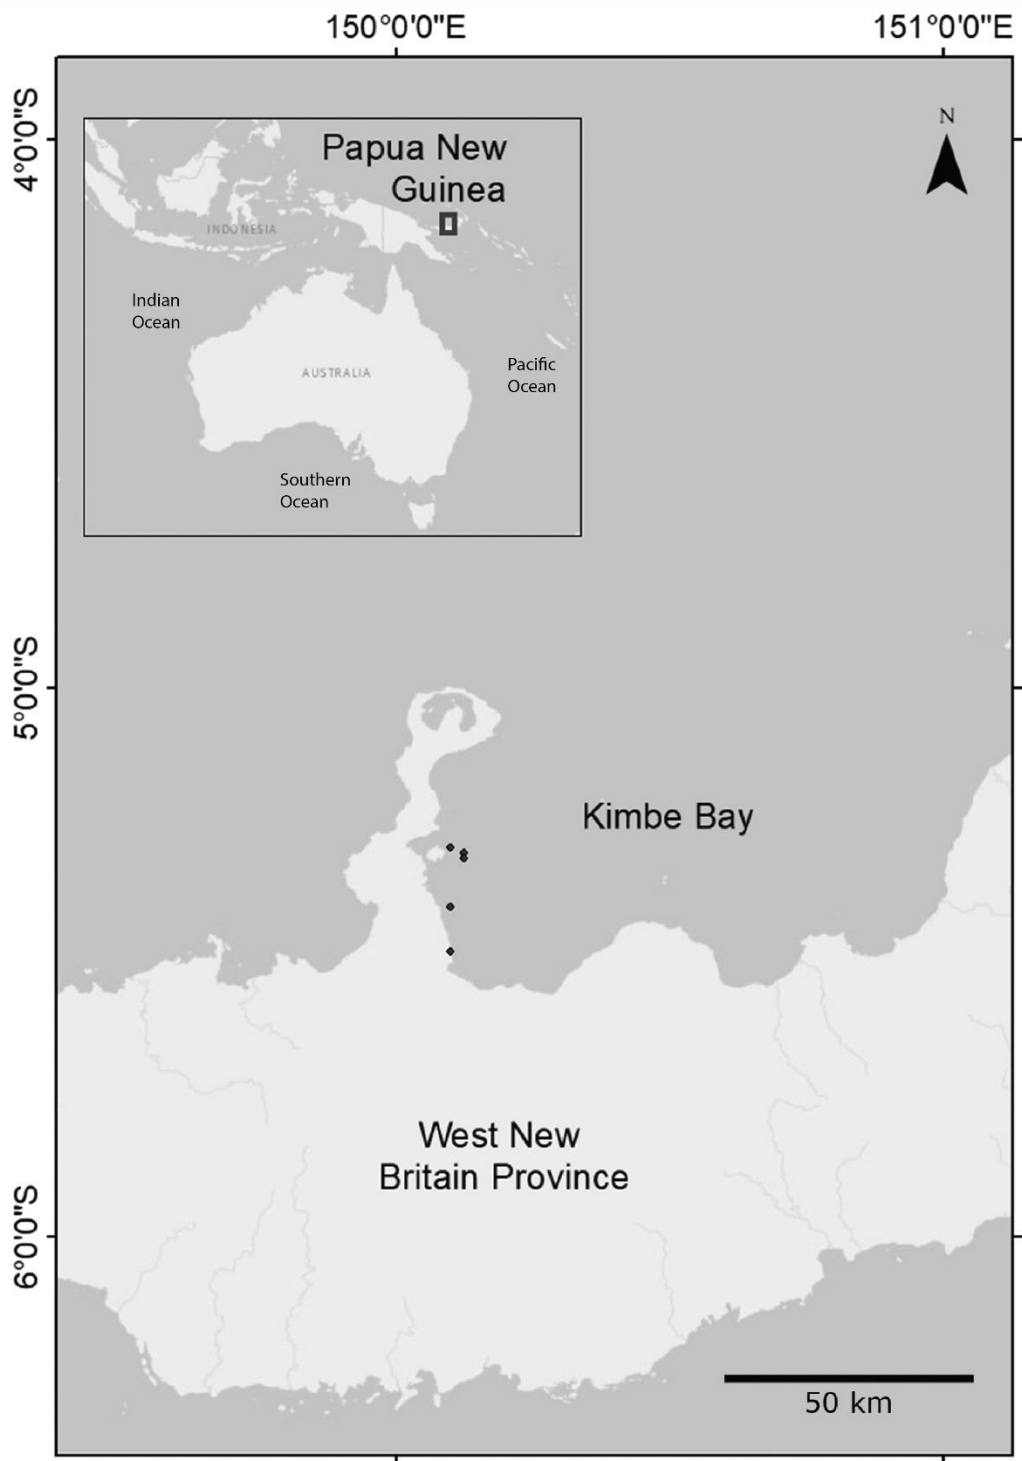 150°0'0"E
151°0'0"E
4°0'0"S
N
Papua New
Guinea
INDONESIA
Indian
Ocean
AUSTRALIA
Pacific
Ocean
Southern
Ocean
5°0'0"S
Kimbe Bay
West New
Britain Province
6°0'0"S
50 km